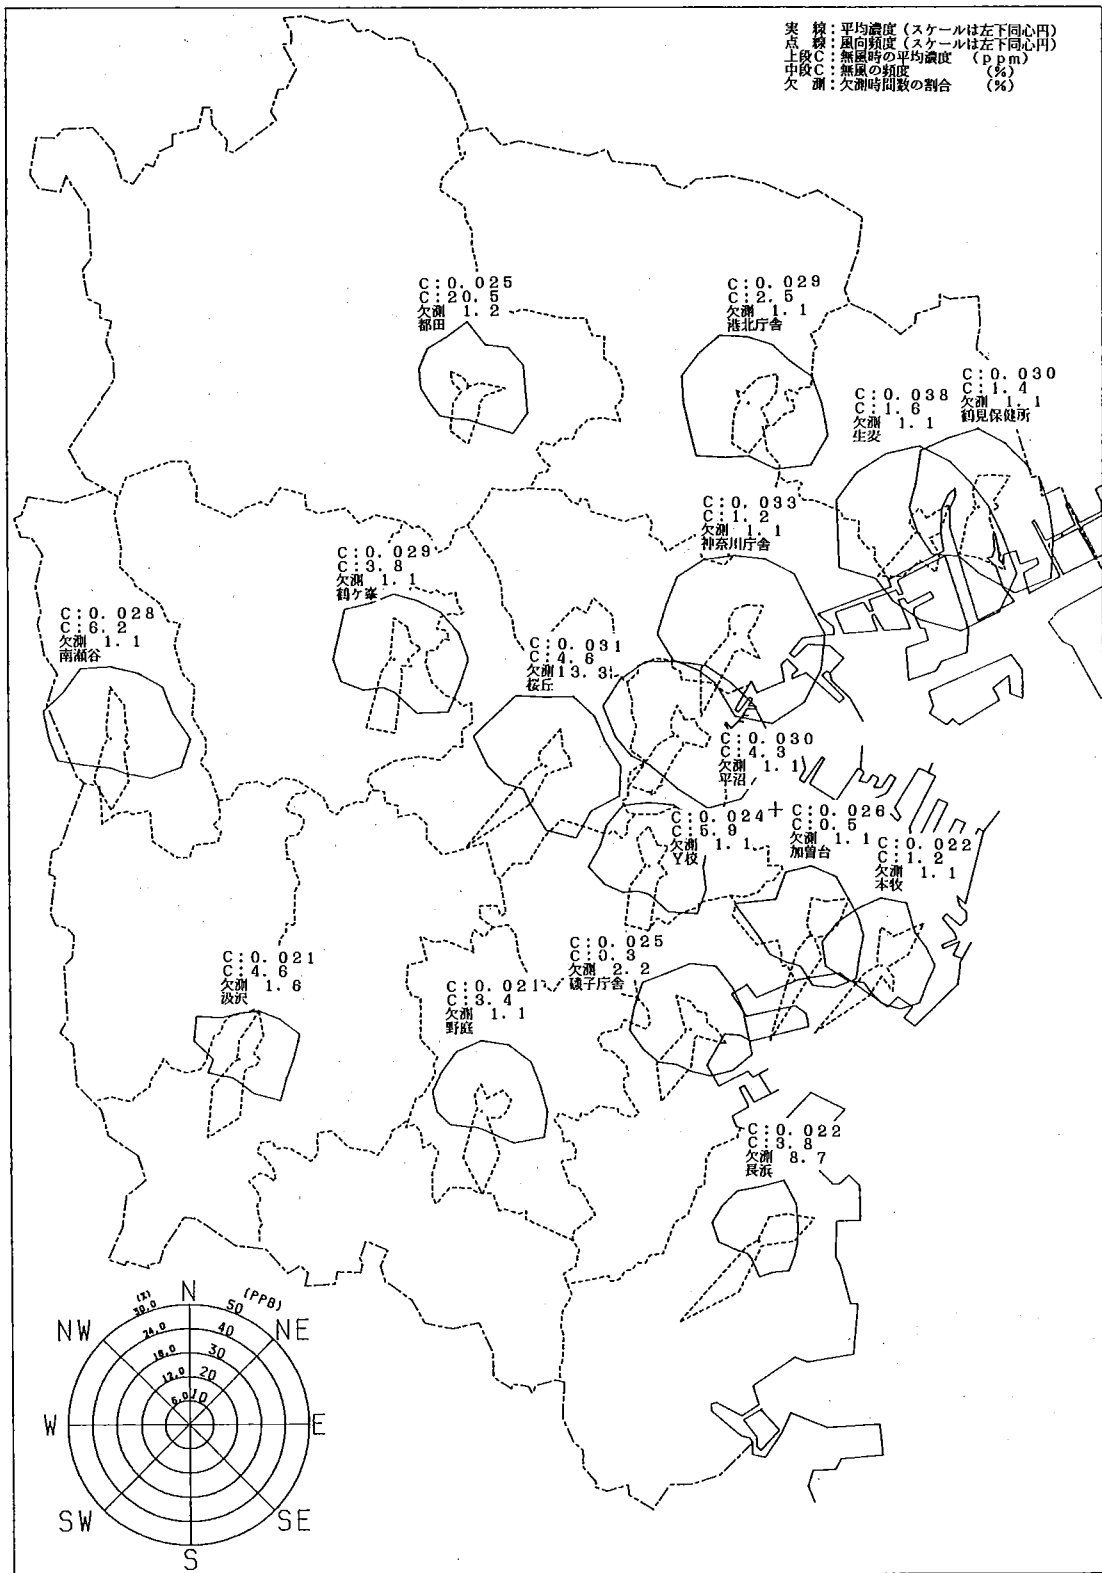 実　線：平均濃度（スケールは左下同心円）
点　線：風向頻度（スケールは左下同心円）
上段C：無風時の平均濃度　（ppm）
中段C：無風の頻度　（%）
欠　測：欠測時間数の割合　（%）
C：0.025
C：20.5
欠測 1.2
都田
C：0.029
C：2.5
欠測 1.1
港北庁舎
C：0.030
C：1.4
欠測 1.1
鶴見保健所
C：0.038
C：1.6
欠測 1.1
生麦
C：0.033
C：1.2
欠測 1.1
神奈川庁舎
C：0.029
C：3.8
欠測 1.1
鶴ケ峯
C：0.028
C：6.2
欠測 1.1
南瀬谷
C：0.031
C：4.6
欠測13.3
桜丘
C：0.030
C：4.3
欠測 1.1
平沼
C：0.024
C：5.9
欠測 1.1
Y校
C：0.026
C：0.5
欠測 1.1
加曽台
C：0.022
C：1.2
欠測 1.1
本牧
C：0.025
C：0.3
欠測 2.2
磯子庁舎
C：0.021
C：4.6
欠測 1.6
汲沢
C：0.021
C：3.4
欠測 1.1
野庭
C：0.022
C：3.8
欠測 8.7
長浜
N
(%)
(PPB)
30.0
50
NW
NE
24.0
40
18.0
30
12.0
20
6.0
10
W
E
SW
SE
S